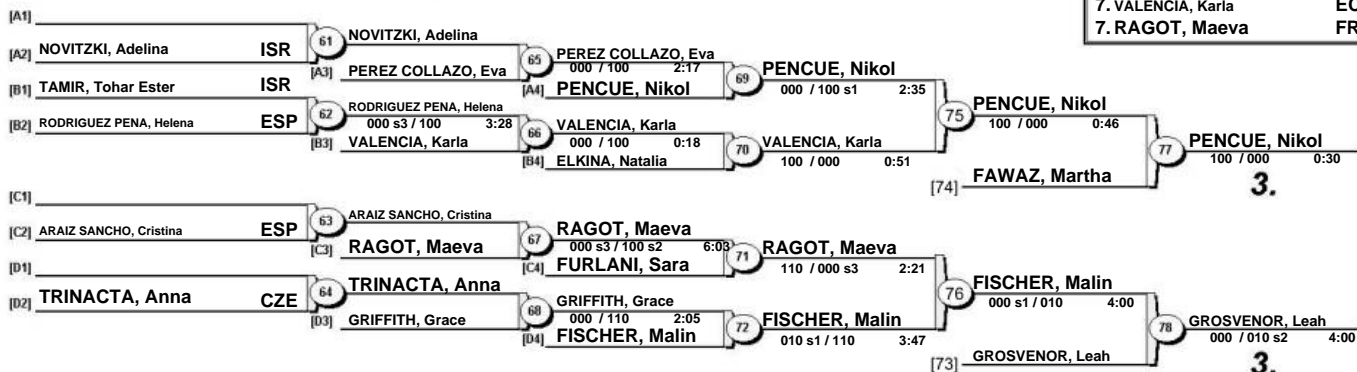 7. VALENCIA, Karla EC
7. RAGOT, Maeva FR
[A1]
[A2] NOVITZKI, Adelina ISR
61
NOVITZKI, Adelina
[A3] PEREZ COLLAZO, Eva
65
PEREZ COLLAZO, Eva
000 / 100 2:17
[A4] PENCUE, Nikol
69
PENCUE, Nikol
000 / 100 s1 2:35
[B1] TAMIR, Tohar Ester ISR
[B2] RODRIGUEZ PENA, Helena ESP
62
RODRIGUEZ PENA, Helena
000 s3 / 100 3:28
[B3] VALENCIA, Karla
66
VALENCIA, Karla
000 / 100 0:18
[B4] ELKINA, Natalia
70
VALENCIA, Karla
100 / 000 0:51
75
PENCUE, Nikol
100 / 000 0:46
[74] FAWAZ, Martha
77
PENCUE, Nikol
100 / 000 0:30
3.
[C1]
[C2] ARAIZ SANCHO, Cristina ESP
63
ARAIZ SANCHO, Cristina
[C3] RAGOT, Maeva
67
RAGOT, Maeva
000 s3 / 100 s2 6:03
[C4] FURLANI, Sara
71
RAGOT, Maeva
110 / 000 s3 2:21
[D1]
[D2] TRINACTA, Anna CZE
64
TRINACTA, Anna
[D3] GRIFFITH, Grace
68
GRIFFITH, Grace
000 / 110 2:05
[D4] FISCHER, Malin
72
FISCHER, Malin
010 s1 / 110 3:47
76
FISCHER, Malin
000 s1 / 010 4:00
[73] GROSVENOR, Leah
78
GROSVENOR, Leah
000 / 010 s2 4:00
3.